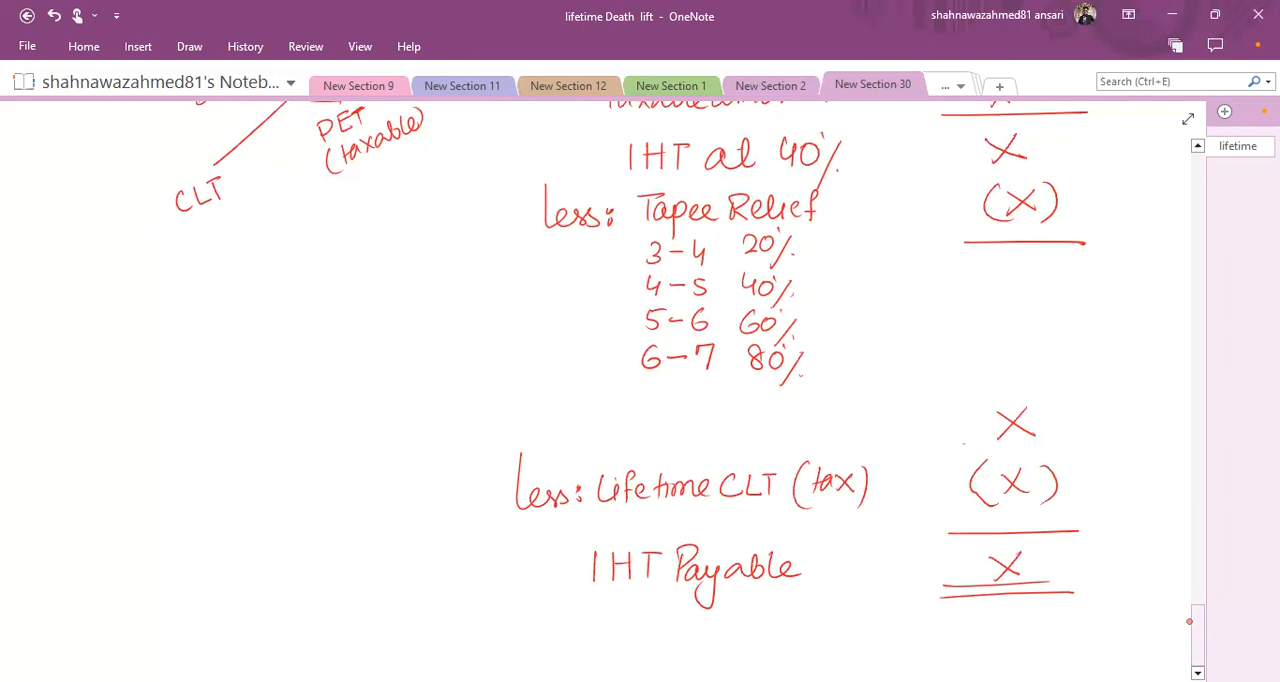 lifetime Death lift - OneNote
shahnawazahmed81 ansari
File Home Insert Draw History Review View Help
shahnawazahmed81's Noteb...
New Section 9
New Section 11
New Section 12
New Section 1
New Section 2
New Section 30
...
+
Search (Ctrl+E)
lifetime
PET
(taxable)
CLT
IHT at 40% X
Less: Taper Relief (X)
3-4 20%
4-5 40%
5-6 60%
6-7 80%
X
Less: Lifetime CLT (tax) (X)
IHT Payable X